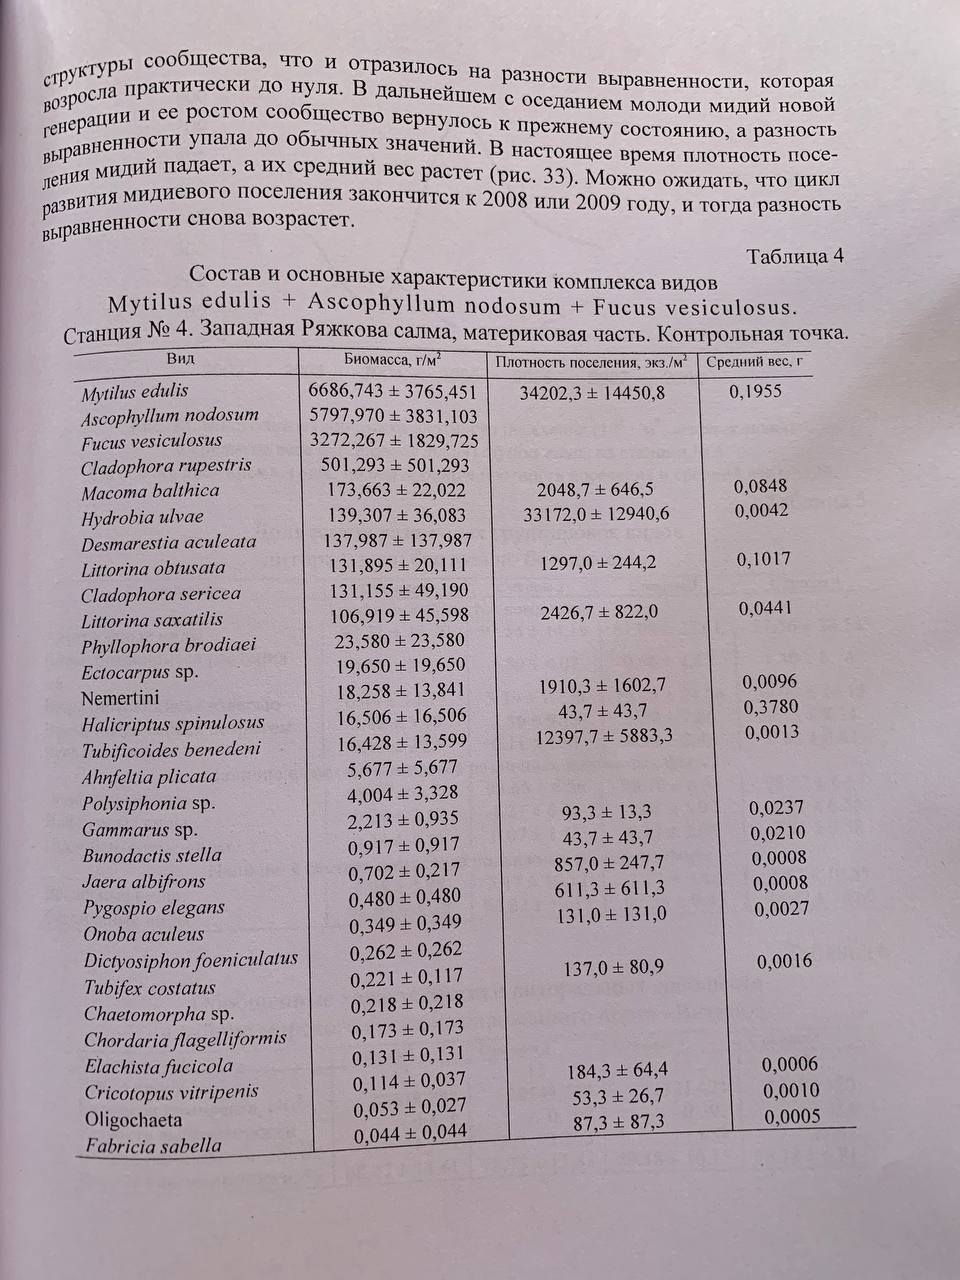 структуры сообщества, что и отразилось на разности выравненности, которая
возросла практически до нуля. В дальнейшем с оседанием молоди мидий новой
генерации и ее ростом сообщество вернулось к прежнему состоянию, а разность
выравненности упала до обычных значений. В настоящее время плотность посе-
ления мидий падает, а их средний вес растет (рис. 33). Можно ожидать, что цикл
развития мидиевого поселения закончится к 2008 или 2009 году, и тогда разность
выравненности снова возрастет.
Таблица 4
Состав и основные характеристики комплекса видов
Mytilus edulis + Ascophyllum nodosum + Fucus vesiculosus.
Станция № 4. Западная Ряжкова салма, материковая часть. Контрольная точка.
Вид Биомасса, г/м² Плотность поселения, экз./м² Средний вес, г
Mytilus edulis 6686,743 ± 3765,451 34202,3 ± 14450,8 0,1955
Ascophyllum nodosum 5797,970 ± 3831,103
Fucus vesiculosus 3272,267 ± 1829,725
Cladophora rupestris 501,293 ± 501,293
Macoma balthica 173,663 ± 22,022 2048,7 ± 646,5 0,0848
Hydrobia ulvae 139,307 ± 36,083 33172,0 ± 12940,6 0,0042
Desmarestia aculeata 137,987 ± 137,987
Littorina obtusata 131,895 ± 20,111 1297,0 ± 244,2 0,1017
Cladophora sericea 131,155 ± 49,190
Littorina saxatilis 106,919 ± 45,598 2426,7 ± 822,0 0,0441
Phyllophora brodiaei 23,580 ± 23,580
Ectocarpus sp. 19,650 ± 19,650
Nemertini 18,258 ± 13,841 1910,3 ± 1602,7 0,0096
Halicriptus spinulosus 16,506 ± 16,506 43,7 ± 43,7 0,3780
Tubificoides benedeni 16,428 ± 13,599 12397,7 ± 5883,3 0,0013
Ahnfeltia plicata 5,677 ± 5,677
Polysiphonia sp. 4,004 ± 3,328
Gammarus sp. 2,213 ± 0,935 93,3 ± 13,3 0,0237
Bunodactis stella 0,917 ± 0,917 43,7 ± 43,7 0,0210
Jaera albifrons 0,702 ± 0,217 857,0 ± 247,7 0,0008
Pygospio elegans 0,480 ± 0,480 611,3 ± 611,3 0,0008
Onoba aculeus 0,349 ± 0,349 131,0 ± 131,0 0,0027
Dictyosiphon foeniculatus 0,262 ± 0,262
Tubifex costatus 0,221 ± 0,117 137,0 ± 80,9 0,0016
Chaetomorpha sp. 0,218 ± 0,218
Chordaria flagelliformis 0,173 ± 0,173
Elachista fucicola 0,131 ± 0,131
Cricotopus vitripenis 0,114 ± 0,037 184,3 ± 64,4 0,0006
Oligochaeta 0,053 ± 0,027 53,3 ± 26,7 0,0010
Fabricia sabella 0,044 ± 0,044 87,3 ± 87,3 0,0005